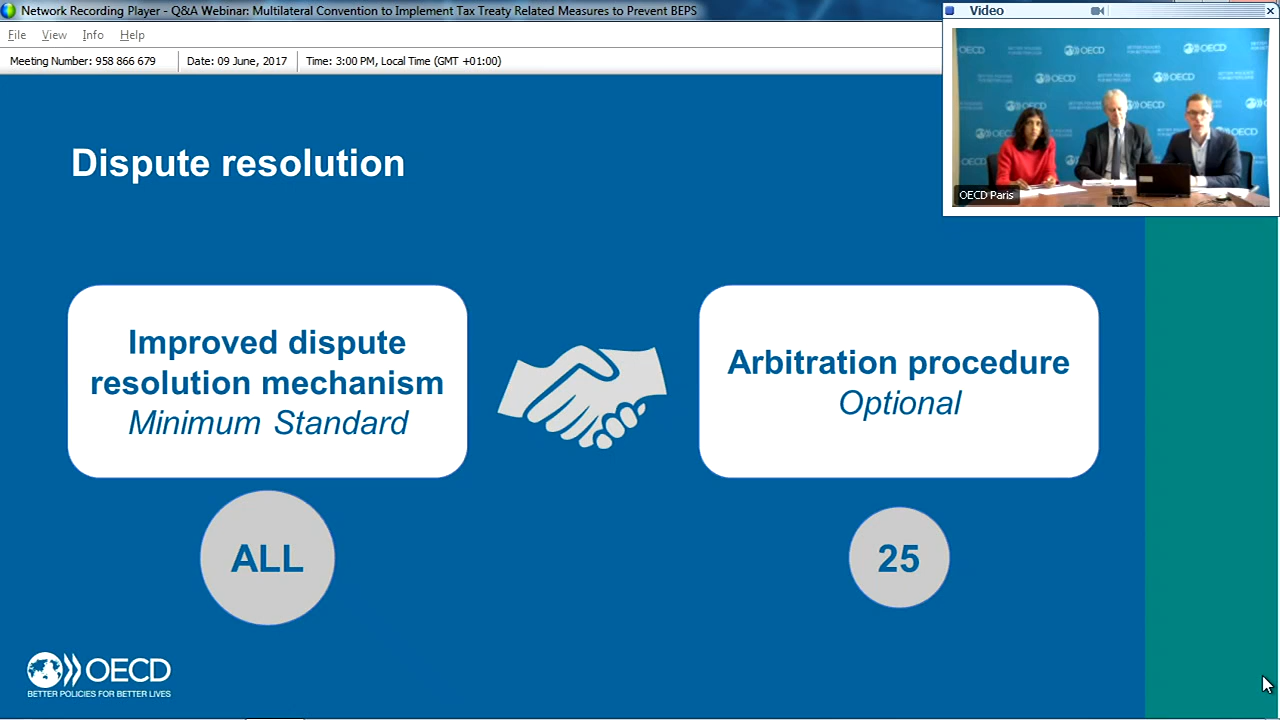 Network Recording Player - Q&A Webinar: Multilateral Convention to Implement Tax Treaty Related Measures to Prevent BEPS
Video
File View Info Help
Meeting Number: 958 866 679 Date: 09 June, 2017 Time: 3:00 PM, Local Time (GMT +01:00)
OECD
OECD Paris
Dispute resolution
Improved dispute
resolution mechanism
Minimum Standard
Arbitration procedure
Optional
ALL
25
OECD
BETTER POLICIES FOR BETTER LIVES